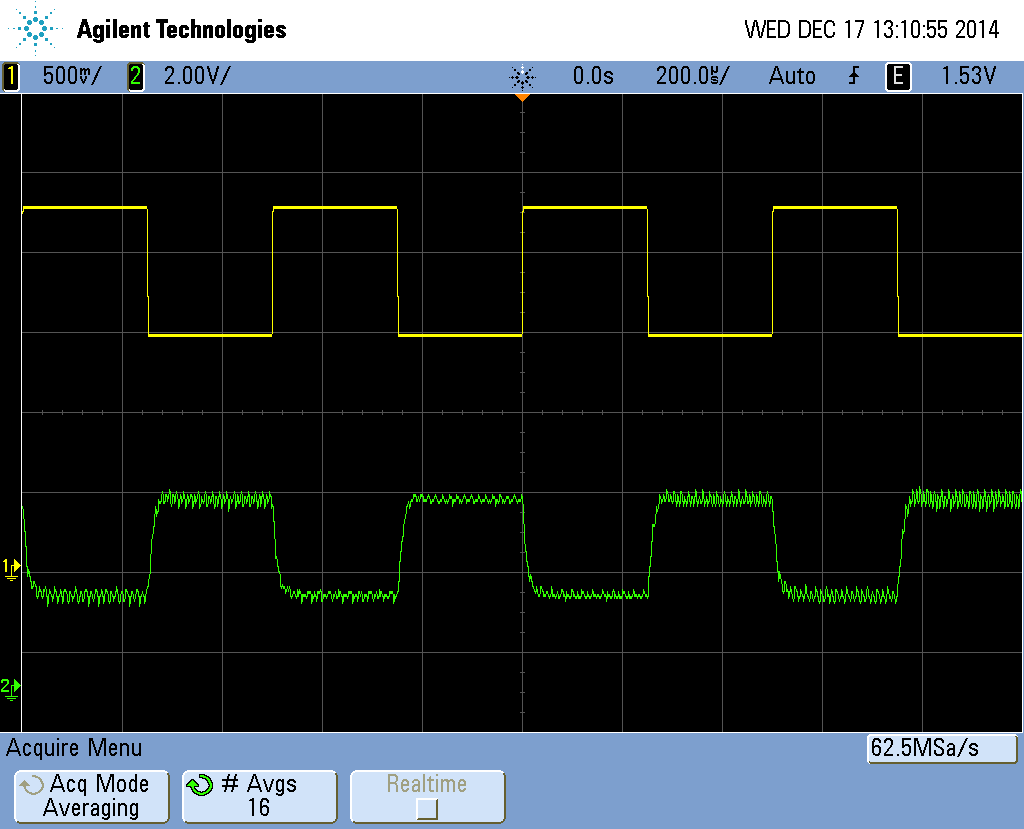 Agilent Technologies
WED DEC 17 13:10:55 2014
1 500mV/ 2 2.00V/ 0.0s 200.0µs/ Auto E 1.53V
1
2
Acquire Menu
62.5MSa/s
Acq Mode
Averaging
# Avgs
16
Realtime